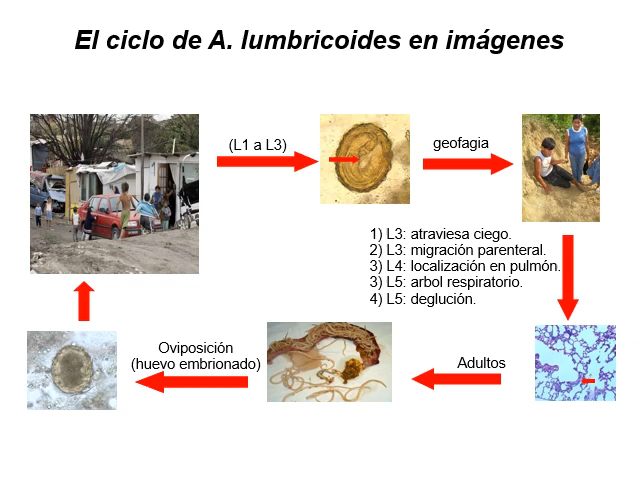 El ciclo de A. lumbricoides en imágenes
(L1 a L3)
geofagia
1) L3: atraviesa ciego.
2) L3: migración parenteral.
3) L4: localización en pulmón.
3) L5: arbol respiratorio.
4) L5: deglución.
Adultos
Oviposición
(huevo embrionado)